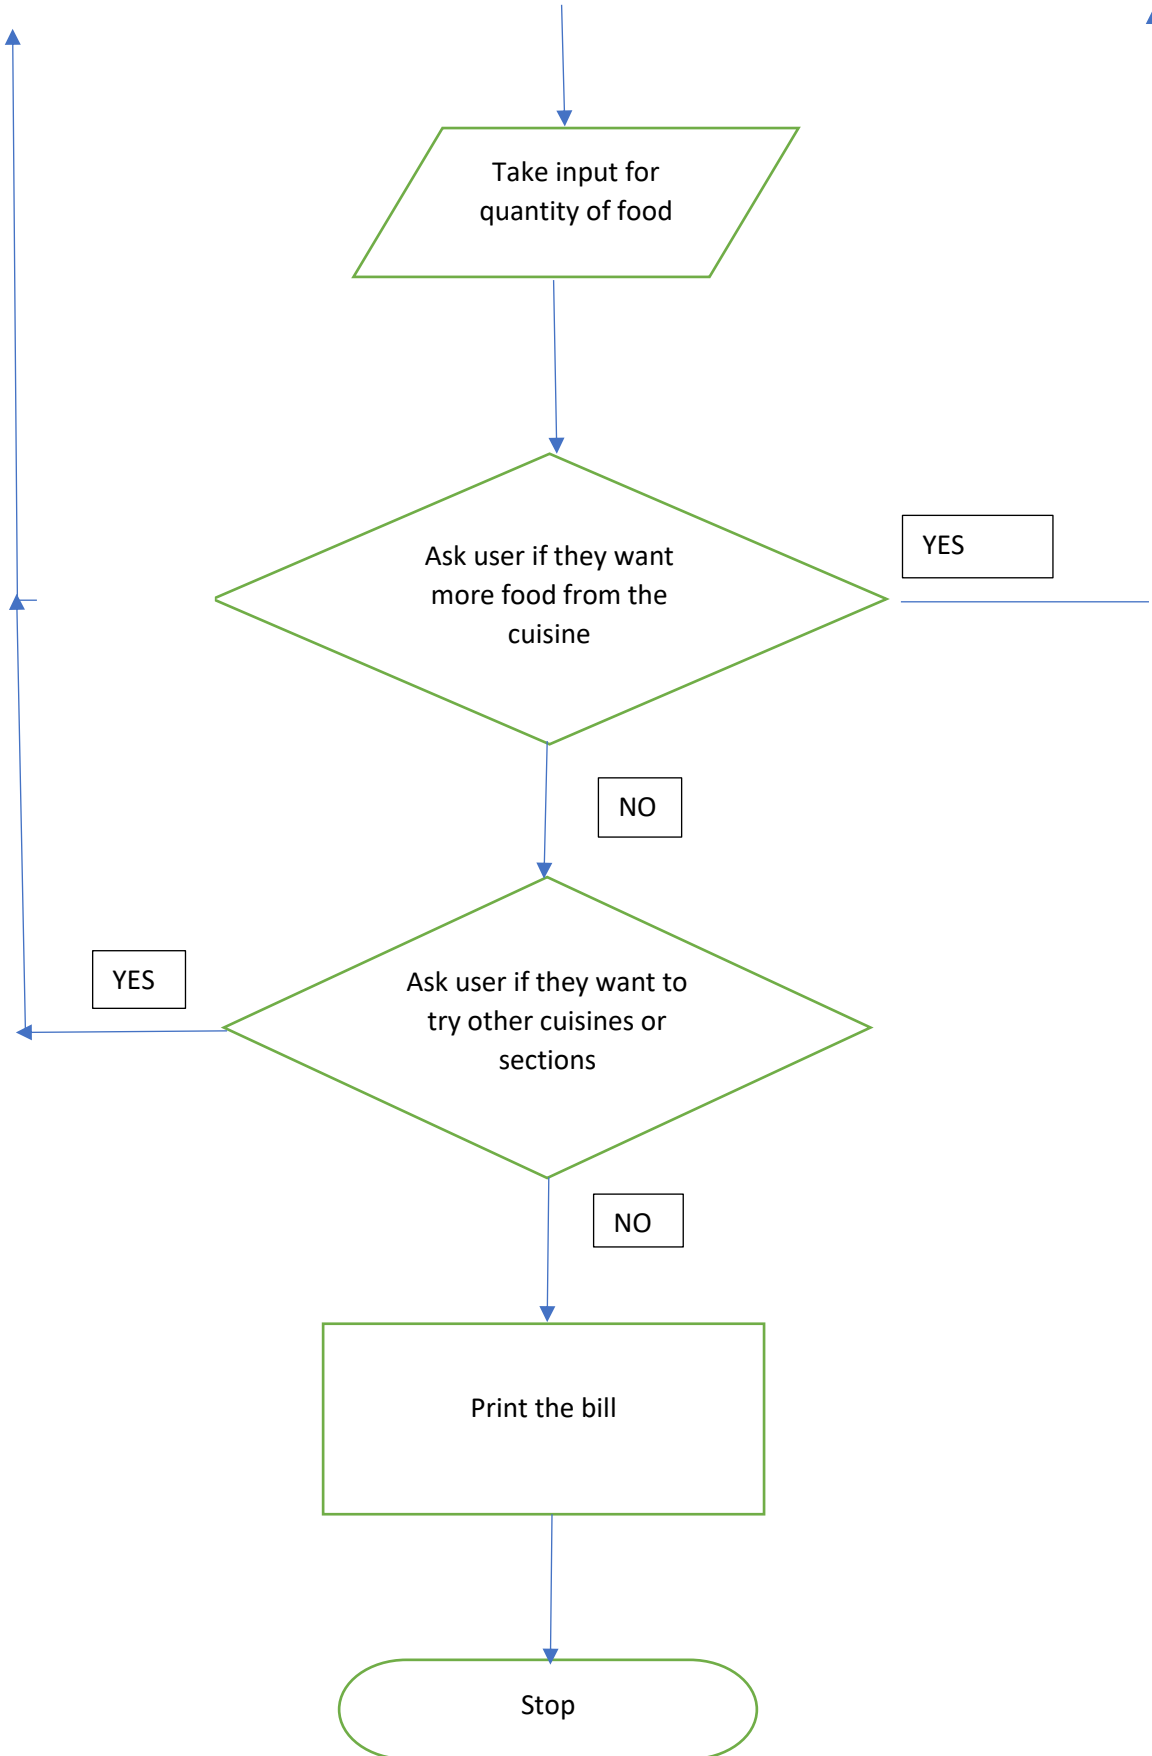 Take input for
quantity of food
Ask user if they want
more food from the
cuisine
YES
NO
YES
Ask user if they want to
try other cuisines or
sections
NO
Print the bill
Stop